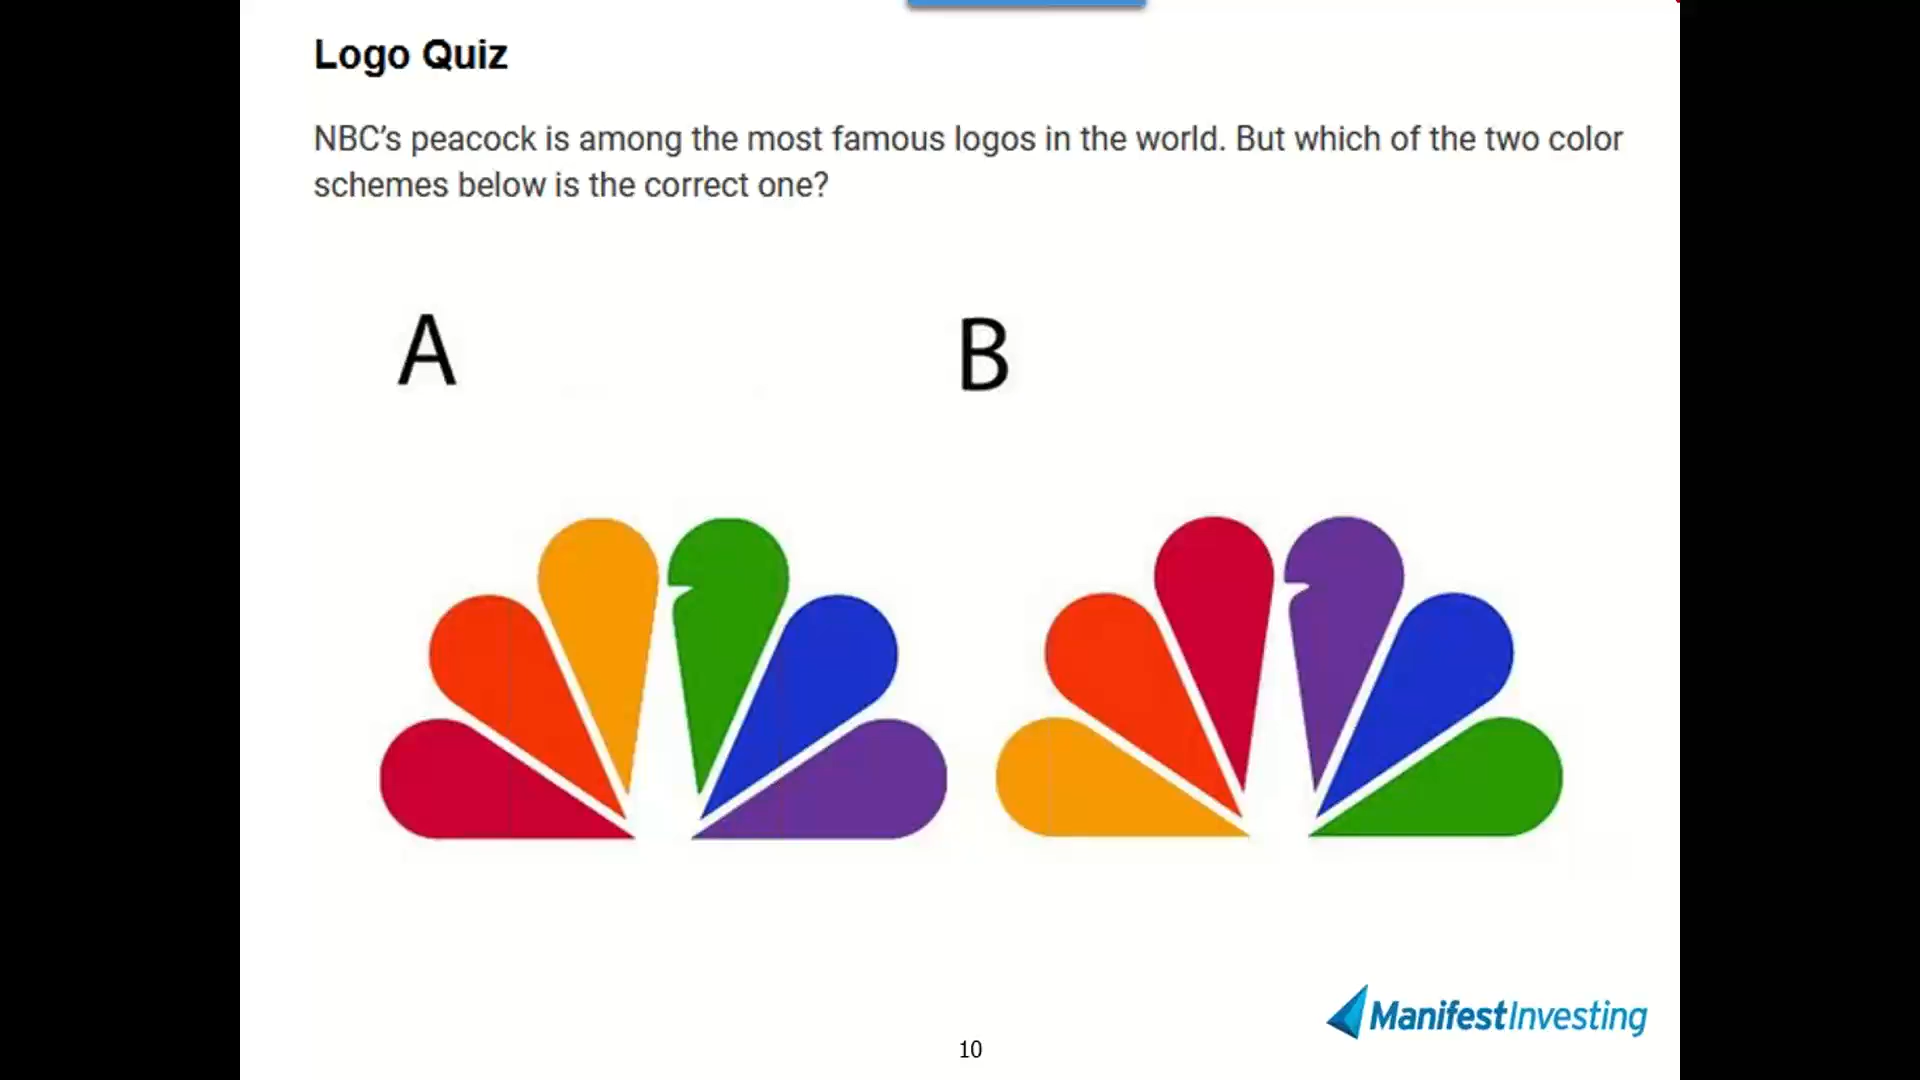 Logo Quiz
NBC’s peacock is among the most famous logos in the world. But which of the two color
schemes below is the correct one?
A
B
ManifestInvesting
10